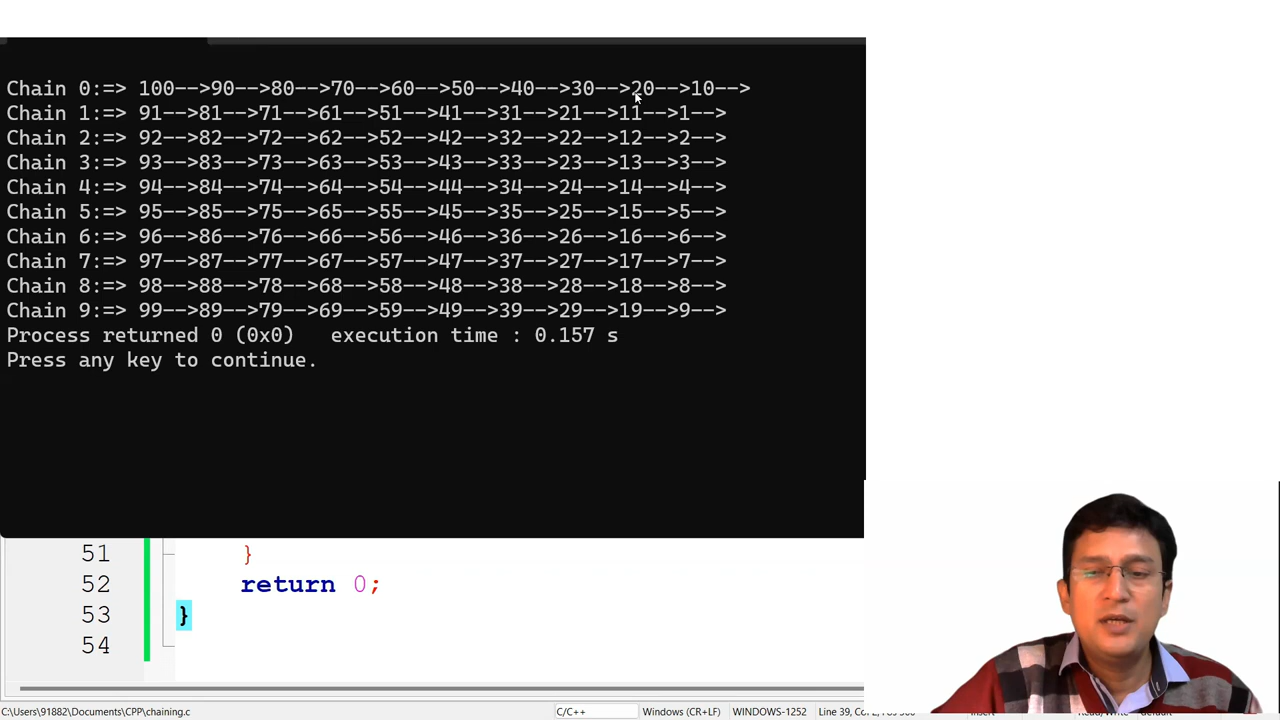 Chain 0:=> 100-->90-->80-->70-->60-->50-->40-->30-->20-->10-->
Chain 1:=> 91-->81-->71-->61-->51-->41-->31-->21-->11-->1-->
Chain 2:=> 92-->82-->72-->62-->52-->42-->32-->22-->12-->2-->
Chain 3:=> 93-->83-->73-->63-->53-->43-->33-->23-->13-->3-->
Chain 4:=> 94-->84-->74-->64-->54-->44-->34-->24-->14-->4-->
Chain 5:=> 95-->85-->75-->65-->55-->45-->35-->25-->15-->5-->
Chain 6:=> 96-->86-->76-->66-->56-->46-->36-->26-->16-->6-->
Chain 7:=> 97-->87-->77-->67-->57-->47-->37-->27-->17-->7-->
Chain 8:=> 98-->88-->78-->68-->58-->48-->38-->28-->18-->8-->
Chain 9:=> 99-->89-->79-->69-->59-->49-->39-->29-->19-->9-->
Process returned 0 (0x0) execution time : 0.157 s
Press any key to continue.
51 }
52 return 0;
53 }
54
C:\Users\91882\Documents\CPP\chaining.c C/C++ Windows (CR+LF) WINDOWS-1252 Line 39,